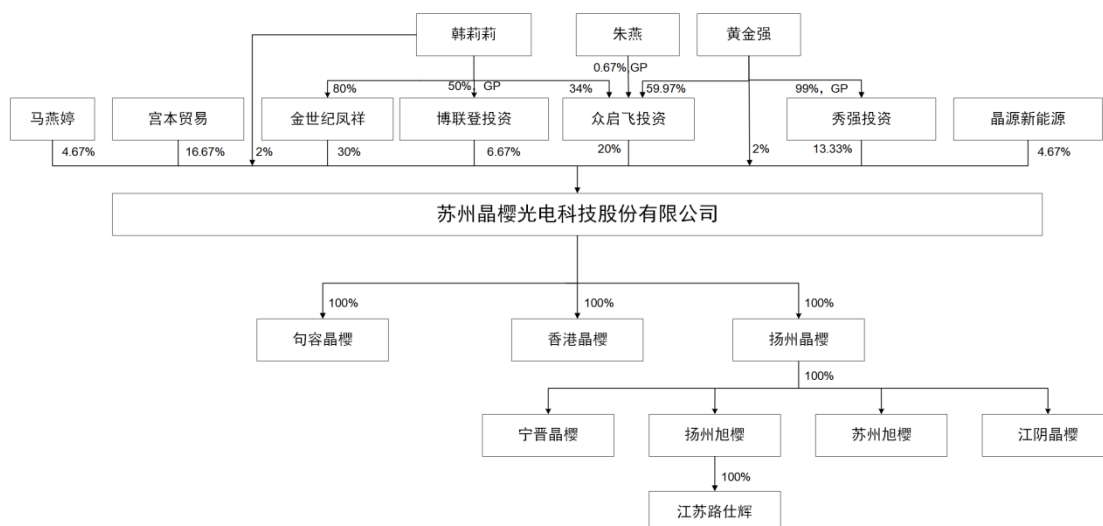 韩莉莉
朱燕
黄金强
0.67%,GP
80%
50%，GP
34%
59.97%
99%，GP
马燕婷
宫本贸易
金世纪凤祥
博联登投资
众启飞投资
秀强投资
晶源新能源
4.67%
16.67%
2%
30%
6.67%
20%
2%
13.33%
4.67%
苏州晶樱光电科技股份有限公司
100%
100%
100%
句容晶樱
香港晶樱
扬州晶樱
100%
宁晋晶樱
扬州旭樱
苏州旭樱
江阴晶樱
100%
江苏路仕辉